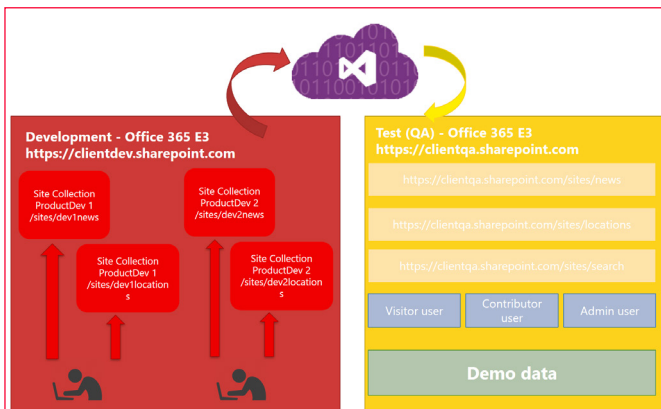 Development - Office 365 E3
https://clientdev.sharepoint.com
Site Collection
ProductDev 1
/sites/dev1news
Site Collection
ProductDev 2
/sites/dev2news
Site Collection
ProductDev 1
/sites/dev1location
s
Site Collection
ProductDev 2
/sites/dev2location
s
Test (QA) - Office 365 E3
https://clientqa.sharepoint.com
https://clientqa.sharepoint.com/sites/news
https://clientqa.sharepoint.com/sites/locations
https://clientqa.sharepoint.com/sites/search
Visitor user
Contributor
user
Admin user
Demo data